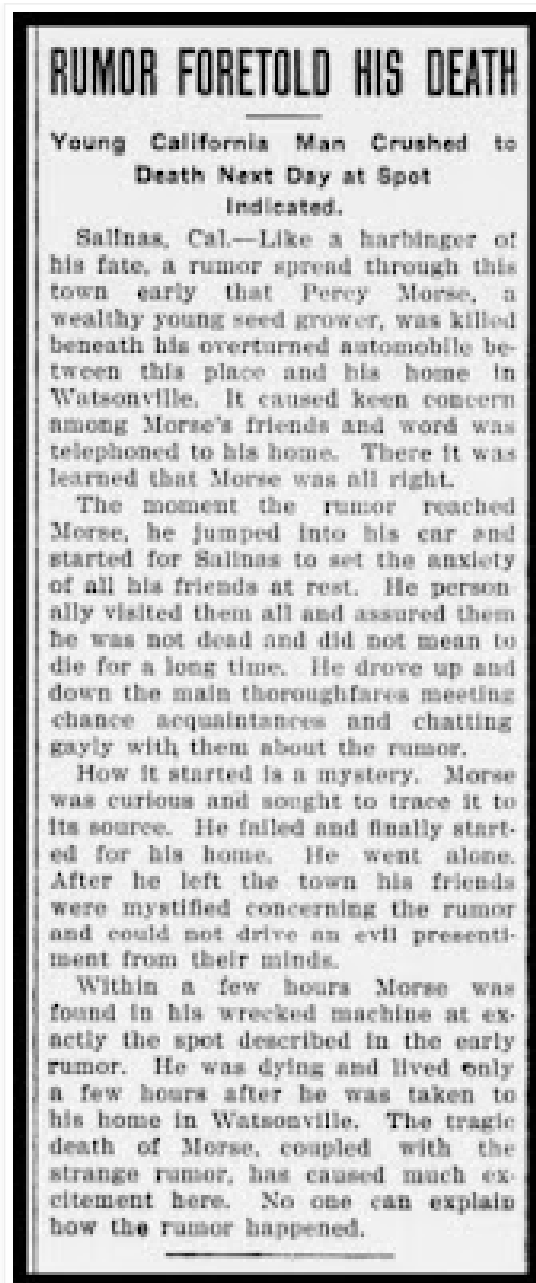 RUMOR FORETOLD HIS DEATH
Young California Man Crushed to
Death Next Day at Spot
Indicated.
Salinas, Cal.—Like a harbinger of
his fate, a rumor spread through this
town early that Percy Morse, a
wealthy young seed grower, was killed
beneath his overturned automobile be-
tween this place and his home in
Watsonville. It caused keen concern
among Morse's friends and word was
telephoned to his home. There it was
learned that Morse was all right.
The moment the rumor reached
Morse, he jumped into his car and
started for Salinas to set the anxiety
of all his friends at rest. He person-
ally visited them all and assured them
he was not dead and did not mean to
die for a long time. He drove up and
down the main thoroughfares meeting
chance acquaintances and chatting
gayly with them about the rumor.
How it started is a mystery. Morse
was curious and sought to trace it to
its source. He failed and finally start-
ed for his home. He went alone.
After he left the town his friends
were mystified concerning the rumor
and could not drive an evil presenti-
ment from their minds.
Within a few hours Morse was
found in his wrecked machine at ex-
actly the spot described in the early
rumor. He was dying and lived only
a few hours after he was taken to
his home in Watsonville. The tragic
death of Morse, coupled with the
strange rumor, has caused much ex-
citement here. No one can explain
how the rumor happened.